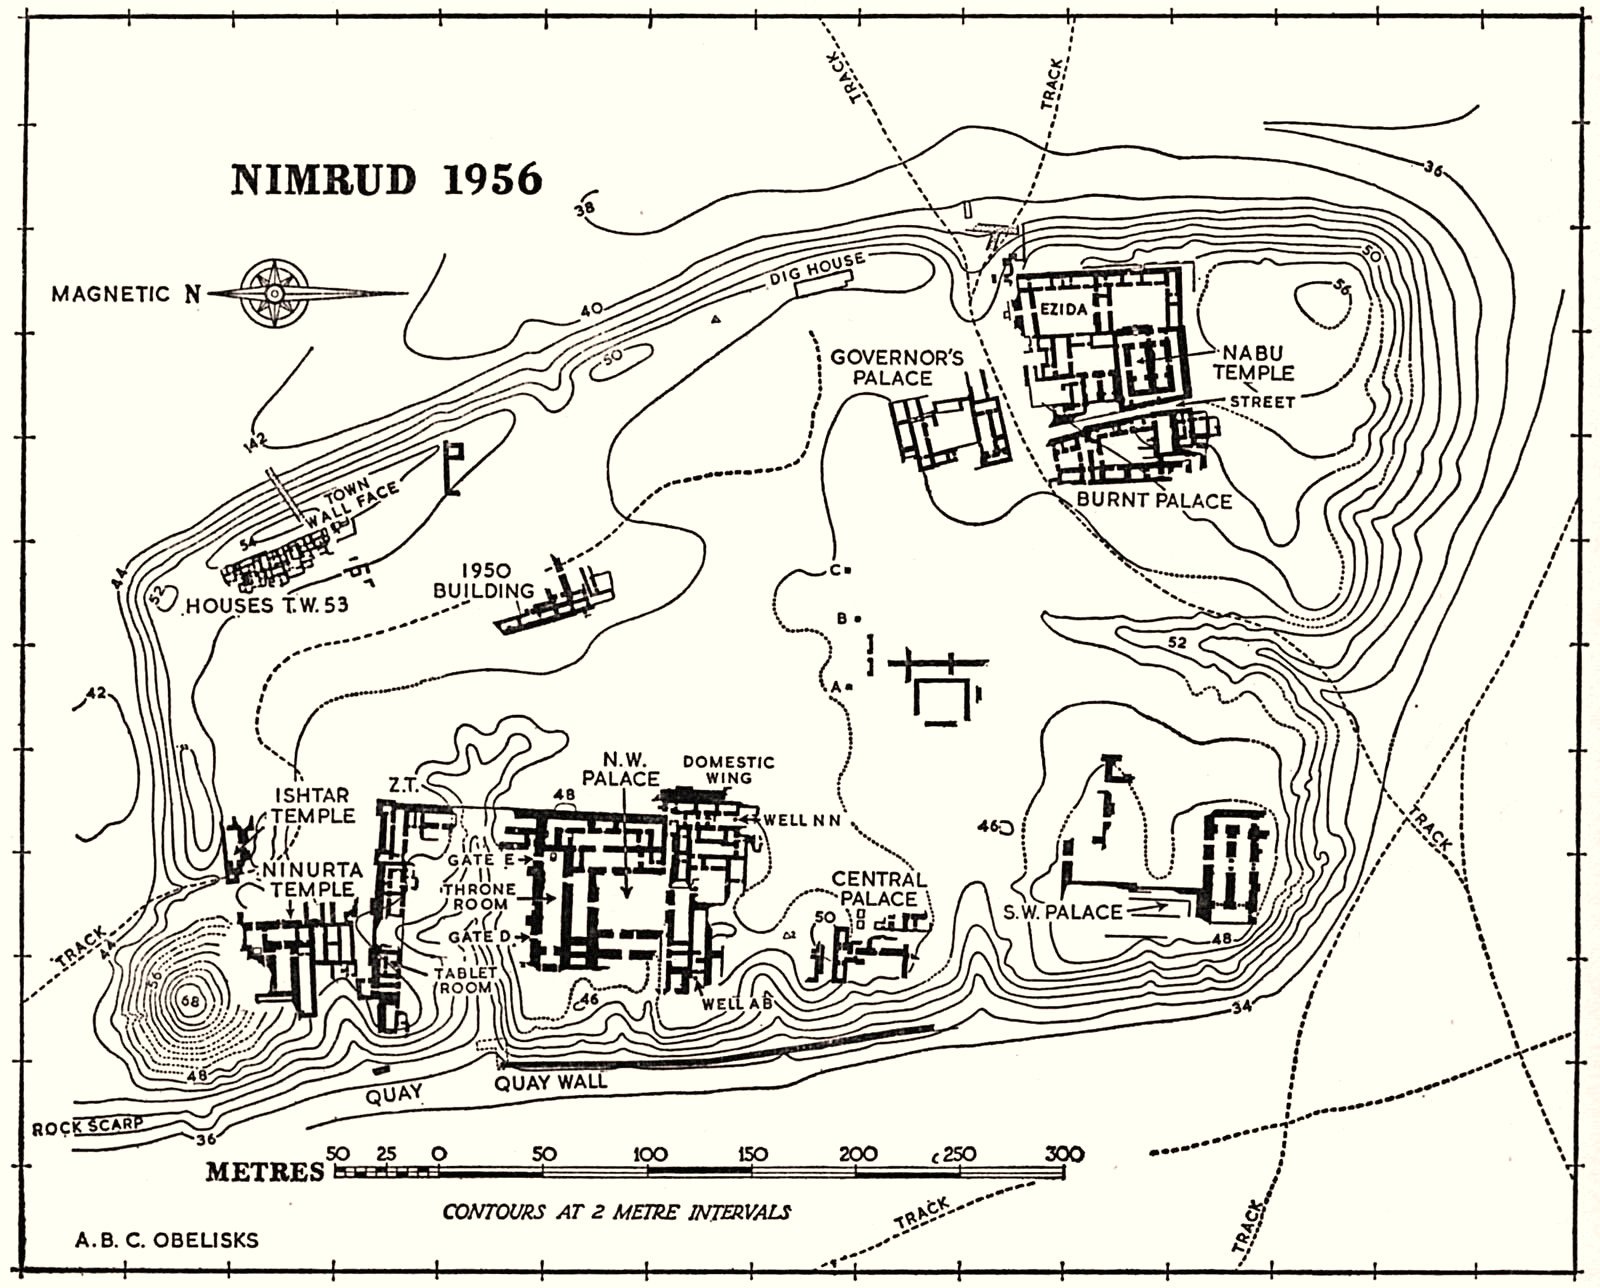 TRACK
TRACK
36
NIMRUD 1956
38
50
DIG HOUSE
56
MAGNETIC N
EZIDA
40
50
GOVERNOR'S
PALACE
NABU
TEMPLE
STREET
142
TOWN
WALL FACE
BURNT PALACE
54
44
52
HOUSES T.W. 53
1950
BUILDING
C
B
52
A
42
N.W.
PALACE
DOMESTIC
WING
Z.T.
48
ISHTAR
TEMPLE
WELL NN
46
TRACK
GATE E
NINURTA
TEMPLE
THRONE
ROOM
CENTRAL
PALACE
50
S.W. PALACE
GATE D
48
TRACK
44
TABLET
ROOM
56
68
46
WELL AB
34
48
QUAY
QUAY WALL
ROCK SCARP
36
METRES
50 25 0 50 100 150 200 250 300
CONTOURS AT 2 METRE INTERVALS
TRACK
TRACK
A.B.C. OBELISKS